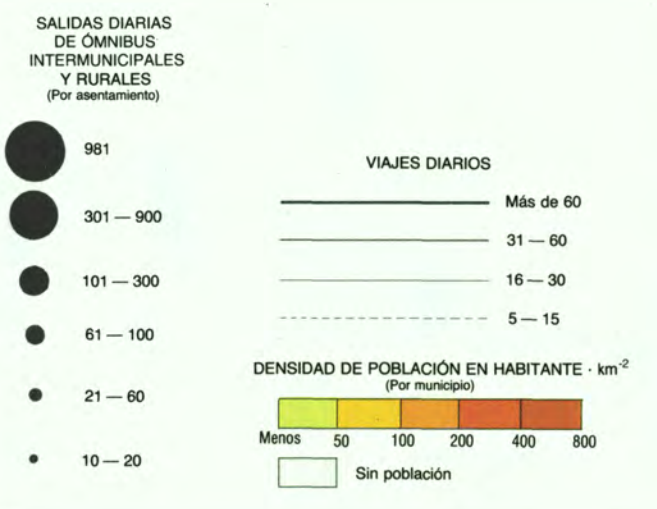 SALIDAS DIARIAS
DE ÓMNIBUS
INTERMUNICIPALES
Y RURALES
(Por asentamiento)
981
301 — 900
101 — 300
61 — 100
21 — 60
10 — 20
VIAJES DIARIOS
Más de 60
31 — 60
16 — 30
5 — 15
DENSIDAD DE POBLACIÓN EN HABITANTE · km⁻²
(Por municipio)
Menos 50 100 200 400 800
Sin población